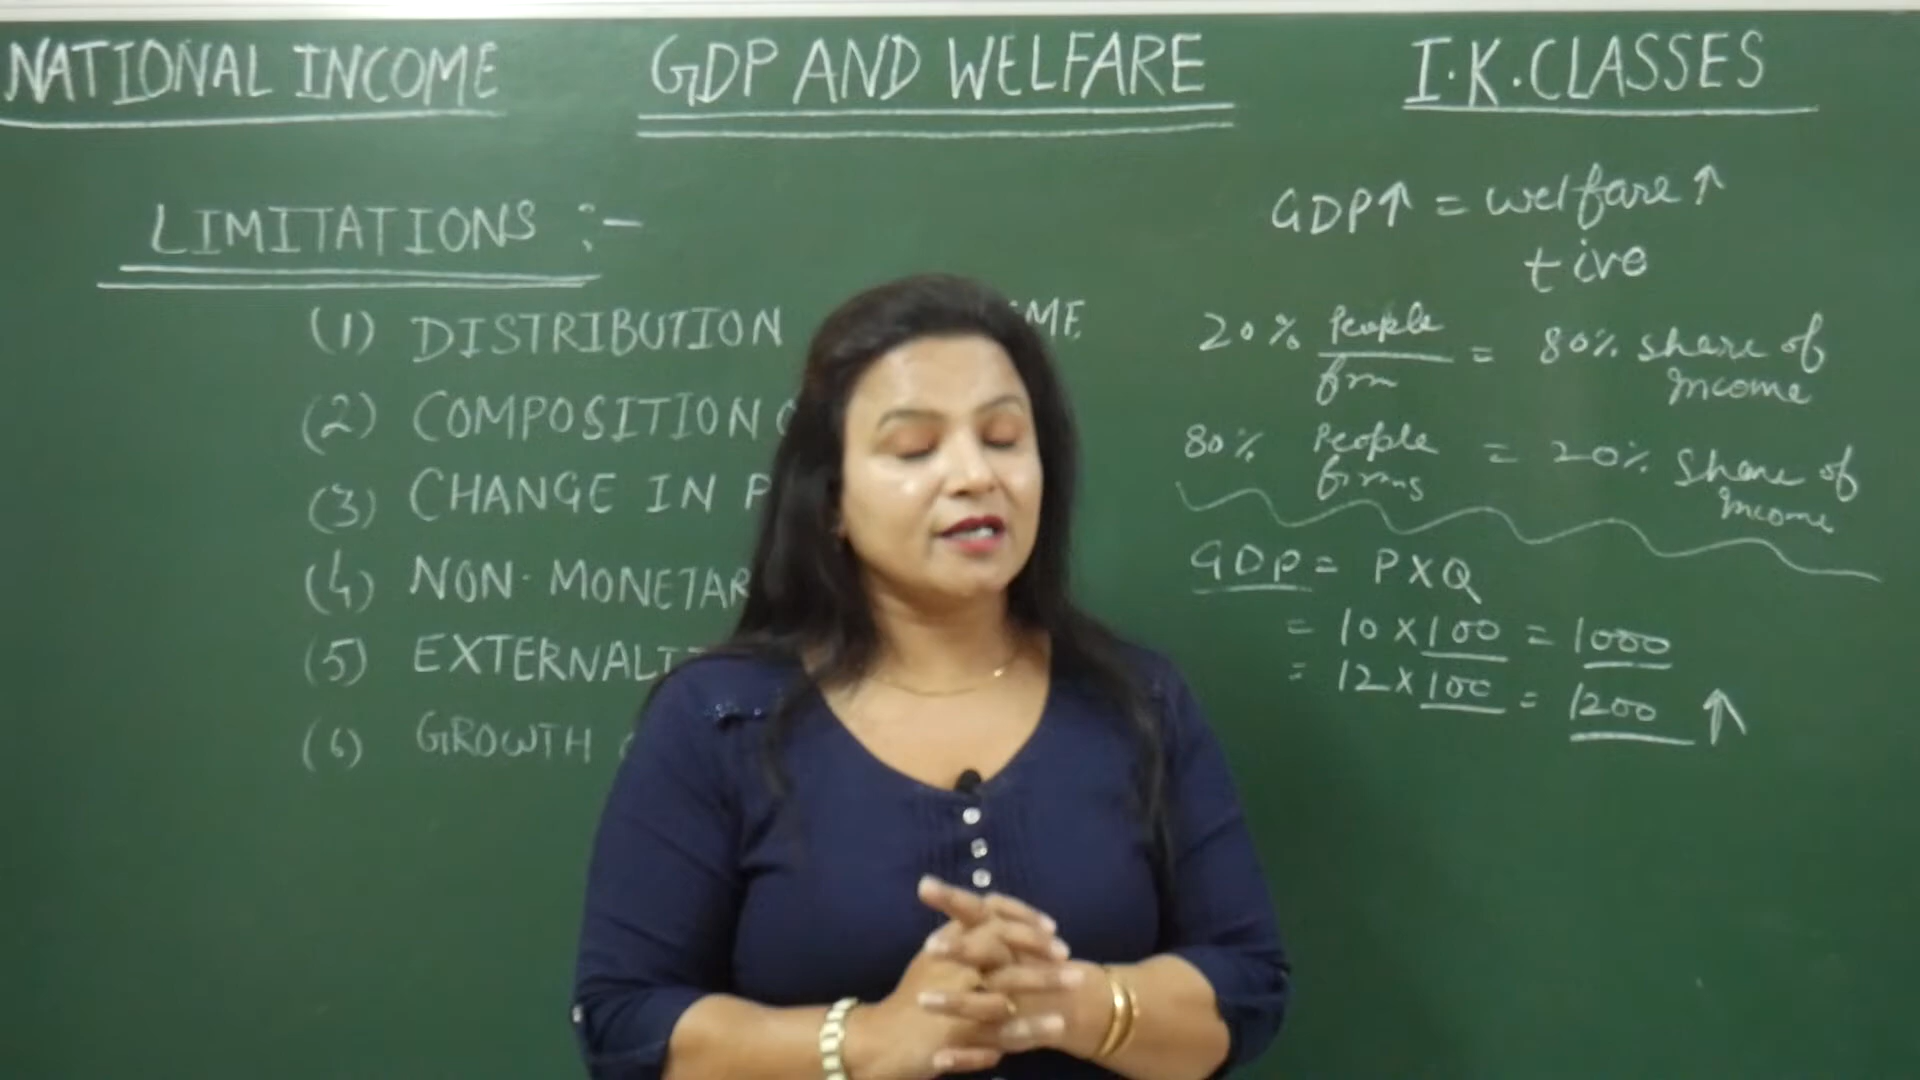 NATIONAL INCOME
GDP AND WELFARE
I.K.CLASSES
LIMITATIONS :-
(1) DISTRIBUTION
(2) COMPOSITION
(3) CHANGE IN P
(4) NON-MONETAR
(5) EXTERNALI
(6) GROWTH
GDP↑ = welfare ↑
+ive
20% People = 80% share of
firm Income
80% People = 20% Share of
firms Income
GDP = P X Q
= 10 X 100 = 1000
= 12 X 100 = 1200 ↑